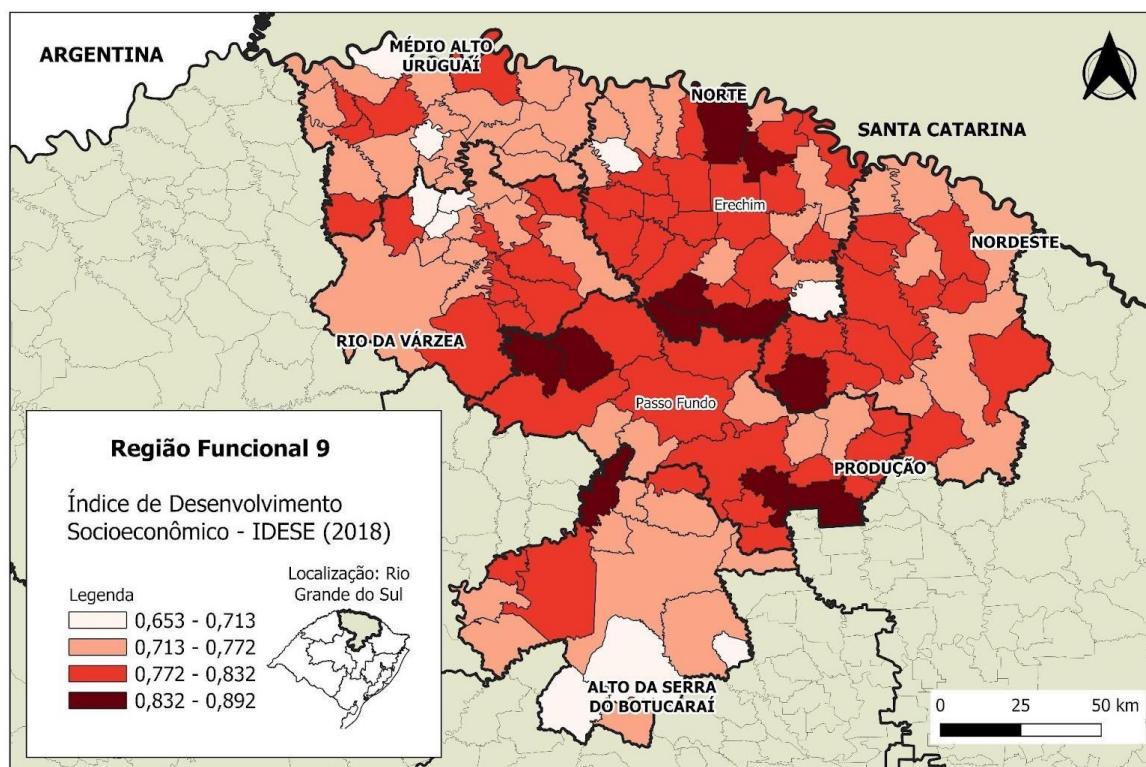 ARGENTINA
MÉDIO ALTO
URUGUAÍ
NORTE
SANTA CATARINA
Erechim
NORDESTE
RIO DA VÁRZEA
Passo Fundo
PRODUÇÃO
ALTO DA SERRA
DO BOTUCÁRAÍ
Região Funcional 9
Índice de Desenvolvimento
Socioeconômico - IDESE (2018)
Legenda
0,653 - 0,713
0,713 - 0,772
0,772 - 0,832
0,832 - 0,892
Localização: Rio
Grande do Sul
0 25 50 km